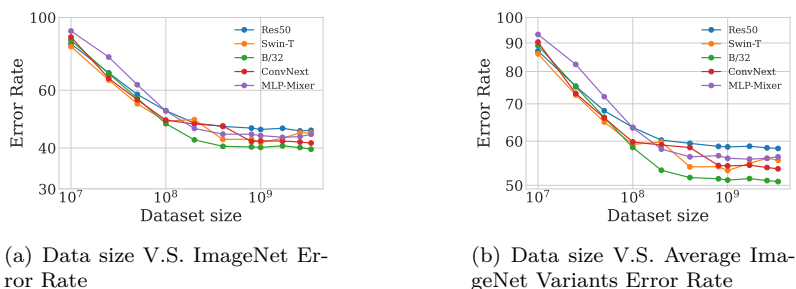 100
60
40
30
Error Rate
10^7
10^8
10^9
Dataset size
Res50
Swin-T
B/32
ConvNext
MLP-Mixer
(a) Data size V.S. ImageNet Er-
ror Rate
100
90
80
70
60
50
Error Rate
10^7
10^8
10^9
Dataset size
Res50
Swin-T
B/32
ConvNext
MLP-Mixer
(b) Data size V.S. Average Ima-
geNet Variants Error Rate